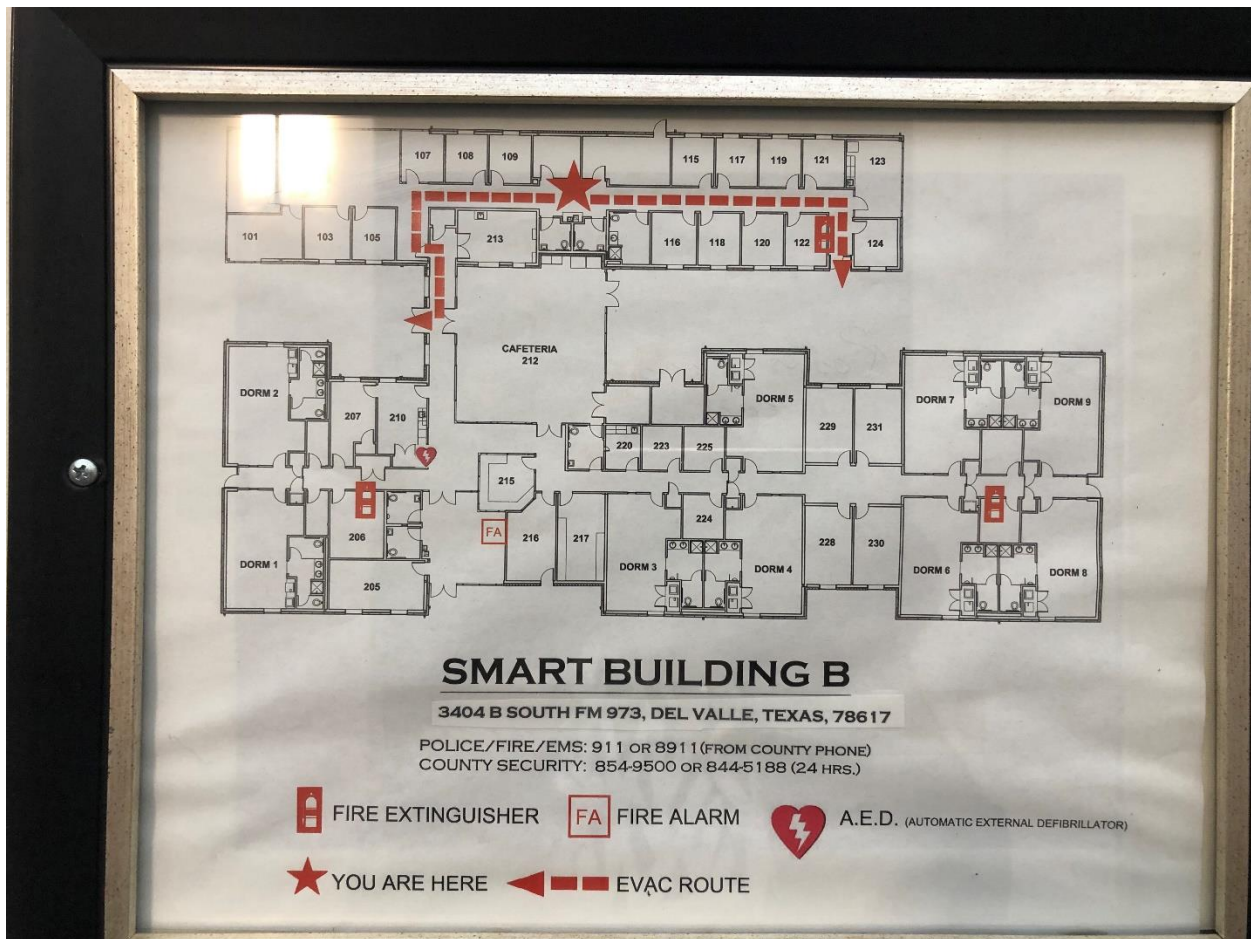 107 108 109 115 117 119 121 123
101 103 105 213 116 118 120 122 124
CAFETERIA
212
DORM 2 207 210 DORM 5 229 231 DORM 7 DORM 9
220 223 225
215
206 FA 216 217 224 228 230
DORM 1 205 DORM 3 DORM 4 DORM 6 DORM 8
SMART BUILDING B
3404 B SOUTH FM 973, DEL VALLE, TEXAS, 78617
POLICE/FIRE/EMS: 911 OR 8911(FROM COUNTY PHONE)
COUNTY SECURITY: 854-9500 OR 844-5188 (24 HRS.)
FIRE EXTINGUISHER FA FIRE ALARM A.E.D. (AUTOMATIC EXTERNAL DEFIBRILLATOR)
YOU ARE HERE EVAC ROUTE